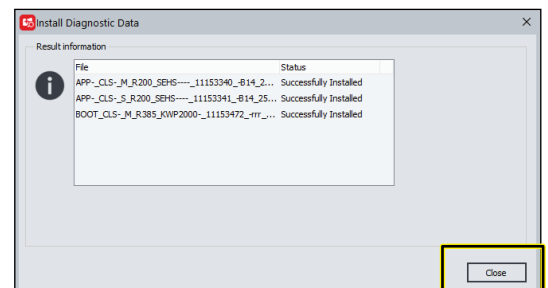 Install Diagnostic Data
Result information
File Status
APP-_CLS-_M_R200_SEHS----_11153340_-B14_2... Successfully Installed
APP-_CLS-_S_R200_SEHS----_11153341_-B14_25... Successfully Installed
BOOT_CLS-_M_R385_KWP2000-_11153472_-rrr_... Successfully Installed
Close